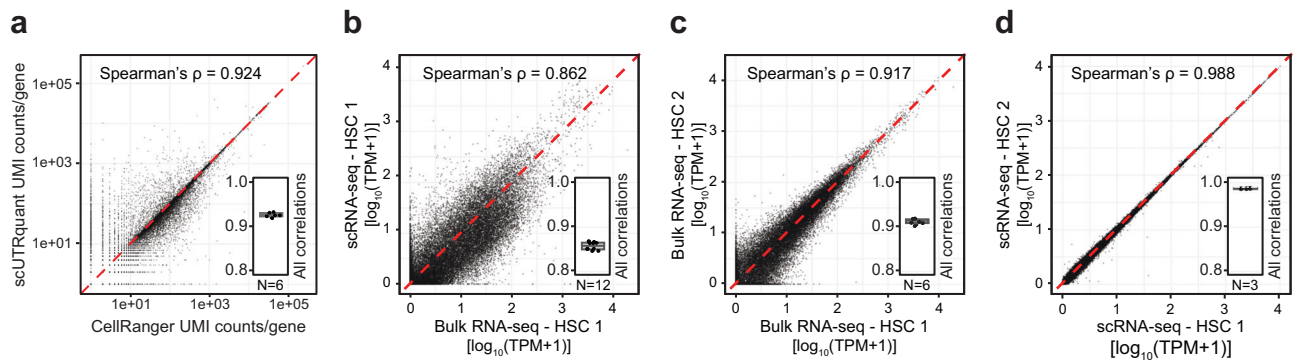 a
Spearman's ρ = 0.924
scUTRquant UMI counts/gene
1e+05
1e+03
1e+01
1e+01
1e+03
1e+05
CellRanger UMI counts/gene
1.0
0.9
0.8
All correlations
N=6
b
Spearman's ρ = 0.862
scRNA-seq - HSC 1
[log10(TPM+1)]
4
3
2
1
0
0
1
2
3
4
Bulk RNA-seq - HSC 1
[log10(TPM+1)]
1.0
0.9
0.8
All correlations
N=12
c
Spearman's ρ = 0.917
Bulk RNA-seq - HSC 2
[log10(TPM+1)]
4
3
2
1
0
0
1
2
3
4
Bulk RNA-seq - HSC 1
[log10(TPM+1)]
1.0
0.9
0.8
All correlations
N=6
d
Spearman's ρ = 0.988
scRNA-seq - HSC 2
[log10(TPM+1)]
4
3
2
1
0
0
1
2
3
4
scRNA-seq - HSC 1
[log10(TPM+1)]
1.0
0.9
0.8
All correlations
N=3